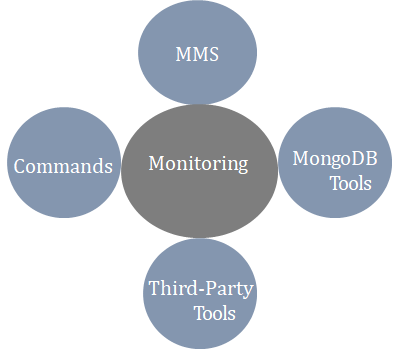 MMS
Commands
Monitoring
MongoDB
Tools
Third-Party
Tools